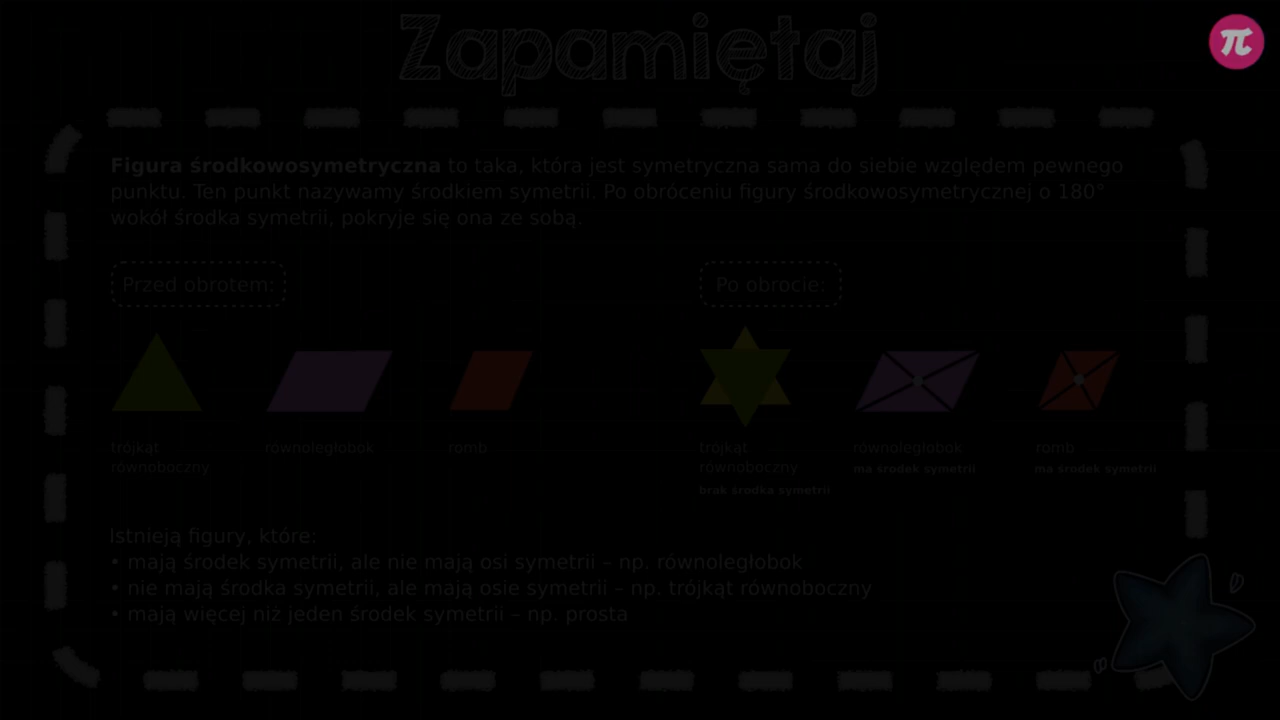 Zapamiętaj
π
Figura środkowosymetryczna to taka, która jest symetryczna sama do siebie względem pewnego
punktu. Ten punkt nazywamy środkiem symetrii. Po obróceniu figury środkowosymetrycznej o 180°
wokół środka symetrii, pokryje się ona ze sobą.
Przed obrotem: Po obrocie:
trójkąt równoległobok romb trójkąt równoległobok romb
równoboczny równoboczny ma środek symetrii ma środek symetrii
brak środka symetrii
Istnieją figury, które:
• mają środek symetrii, ale nie mają osi symetrii – np. równoległobok
• nie mają środka symetrii, ale mają osie symetrii – np. trójkąt równoboczny
• mają więcej niż jeden środek symetrii – np. prosta